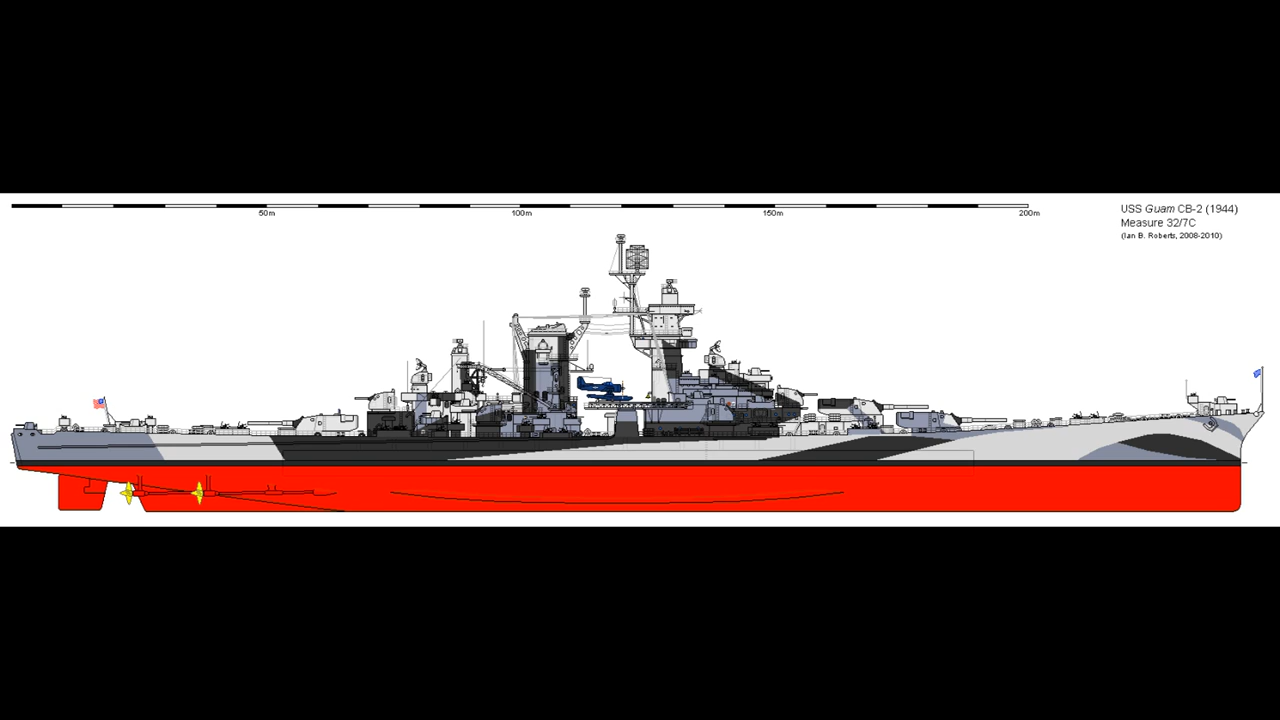 50m 100m 150m 200m
USS Guam CB-2 (1944)
Measure 32/7C
(Ian B. Roberts, 2008-2010)